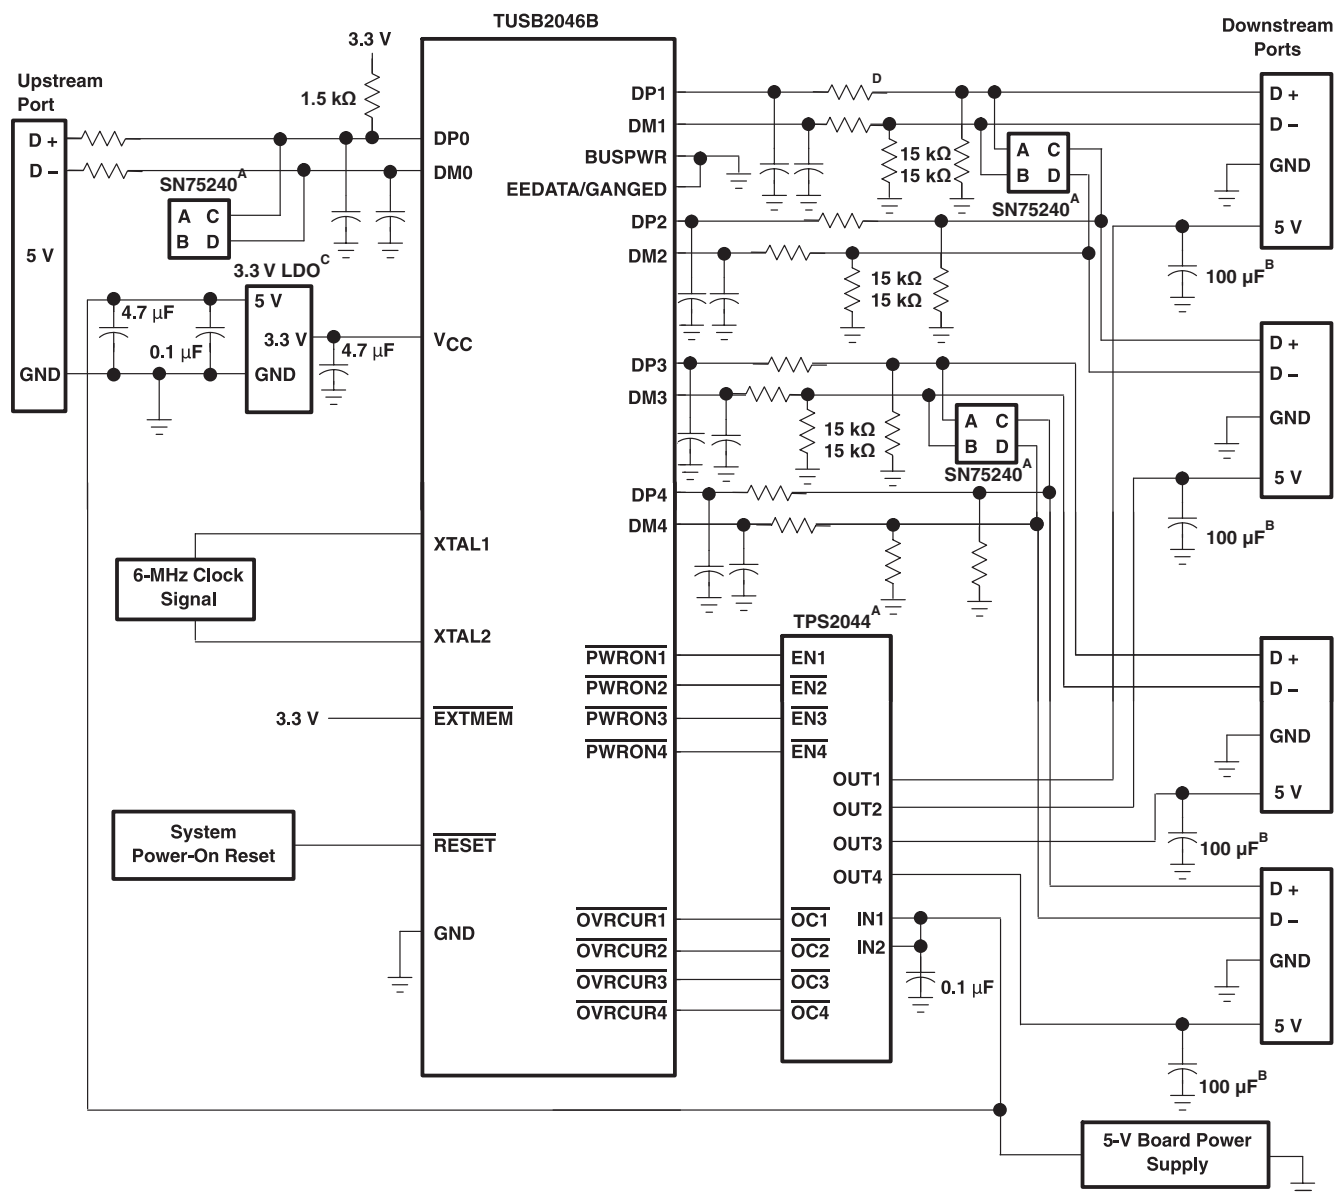 TUSB2046B
Downstream
Ports
3.3 V
Upstream
Port
1.5 kΩ
D +
D –
5 V
GND
SN75240A
A C
B D
3.3 V LDOC
5 V
3.3 V
GND
4.7 µF
0.1 µF
4.7 µF
DP0
DM0
VCC
XTAL1
XTAL2
6-MHz Clock
Signal
3.3 V
EXTMEM
System
Power-On Reset
RESET
GND
DP1
DM1
BUSPWR
EEDATA/GANGED
DP2
DM2
DP3
DM3
DP4
DM4
PWRON1
PWRON2
PWRON3
PWRON4
OVRCUR1
OVRCUR2
OVRCUR3
OVRCUR4
D
15 kΩ
15 kΩ
A C
B D
SN75240A
15 kΩ
15 kΩ
15 kΩ
15 kΩ
A C
B D
SN75240A
TPS2044A
EN1
EN2
EN3
EN4
OUT1
OUT2
OUT3
OUT4
OC1
OC2
OC3
OC4
IN1
IN2
0.1 µF
D +
D –
GND
5 V
100 µFB
D +
D –
GND
5 V
100 µFB
D +
D –
GND
5 V
100 µFB
D +
D –
GND
5 V
100 µFB
5-V Board Power
Supply